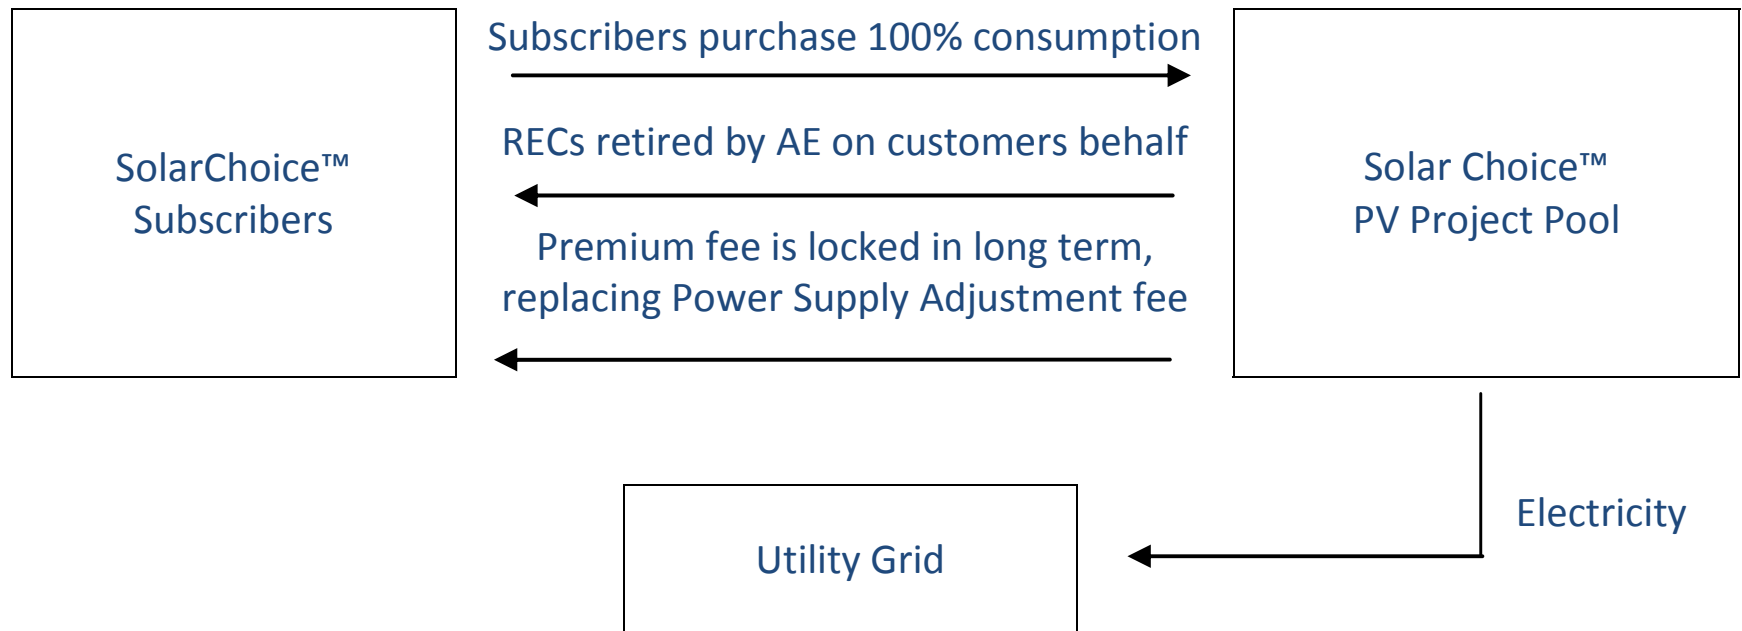 Subscribers purchase 100% consumption
SolarChoice™
Subscribers
RECs retired by AE on customers behalf
Premium fee is locked in long term,
replacing Power Supply Adjustment fee
Solar Choice™
PV Project Pool
Electricity
Utility Grid